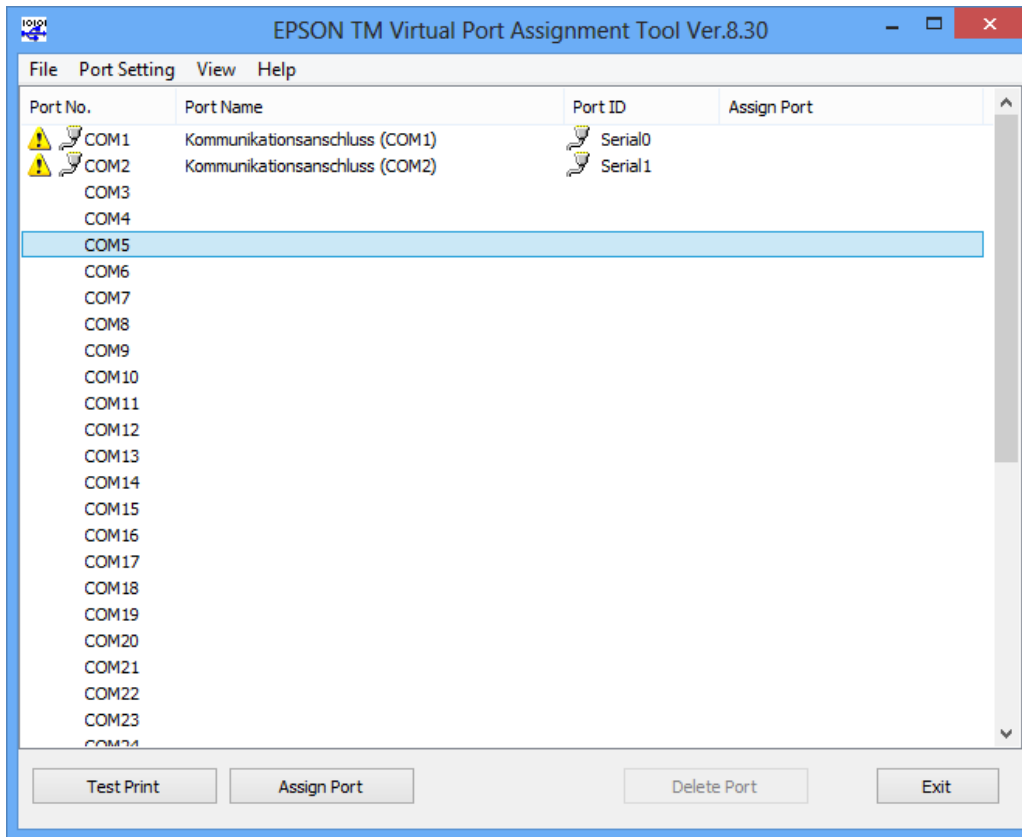 EPSON TM Virtual Port Assignment Tool Ver.8.30
File Port Setting View Help
Port No. Port Name Port ID Assign Port
COM1 Kommunikationsanschluss (COM1) Serial0
COM2 Kommunikationsanschluss (COM2) Serial1
COM3
COM4
COM5
COM6
COM7
COM8
COM9
COM10
COM11
COM12
COM13
COM14
COM15
COM16
COM17
COM18
COM19
COM20
COM21
COM22
COM23
COM24
Test Print Assign Port Delete Port Exit